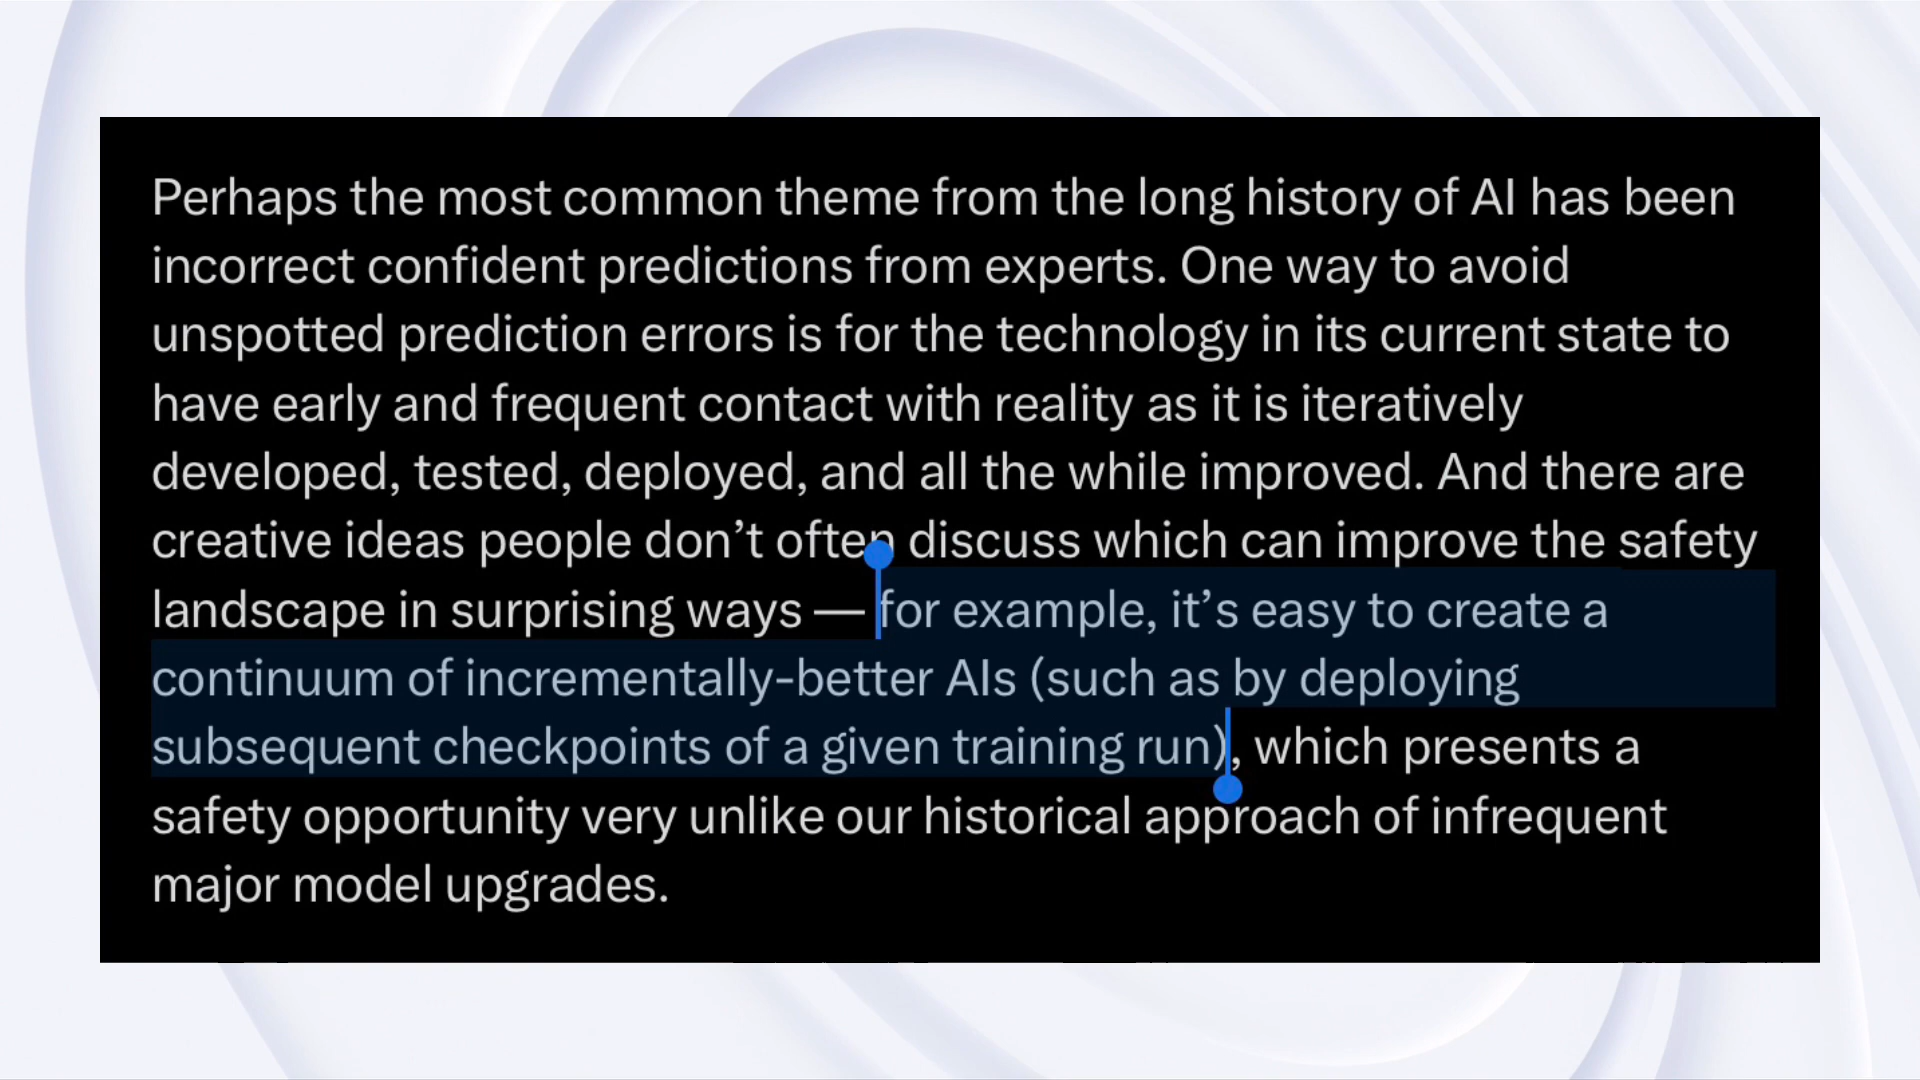 Perhaps the most common theme from the long history of AI has been
incorrect confident predictions from experts. One way to avoid
unspotted prediction errors is for the technology in its current state to
have early and frequent contact with reality as it is iteratively
developed, tested, deployed, and all the while improved. And there are
creative ideas people don’t often discuss which can improve the safety
landscape in surprising ways — for example, it’s easy to create a
continuum of incrementally-better AIs (such as by deploying
subsequent checkpoints of a given training run), which presents a
safety opportunity very unlike our historical approach of infrequent
major model upgrades.